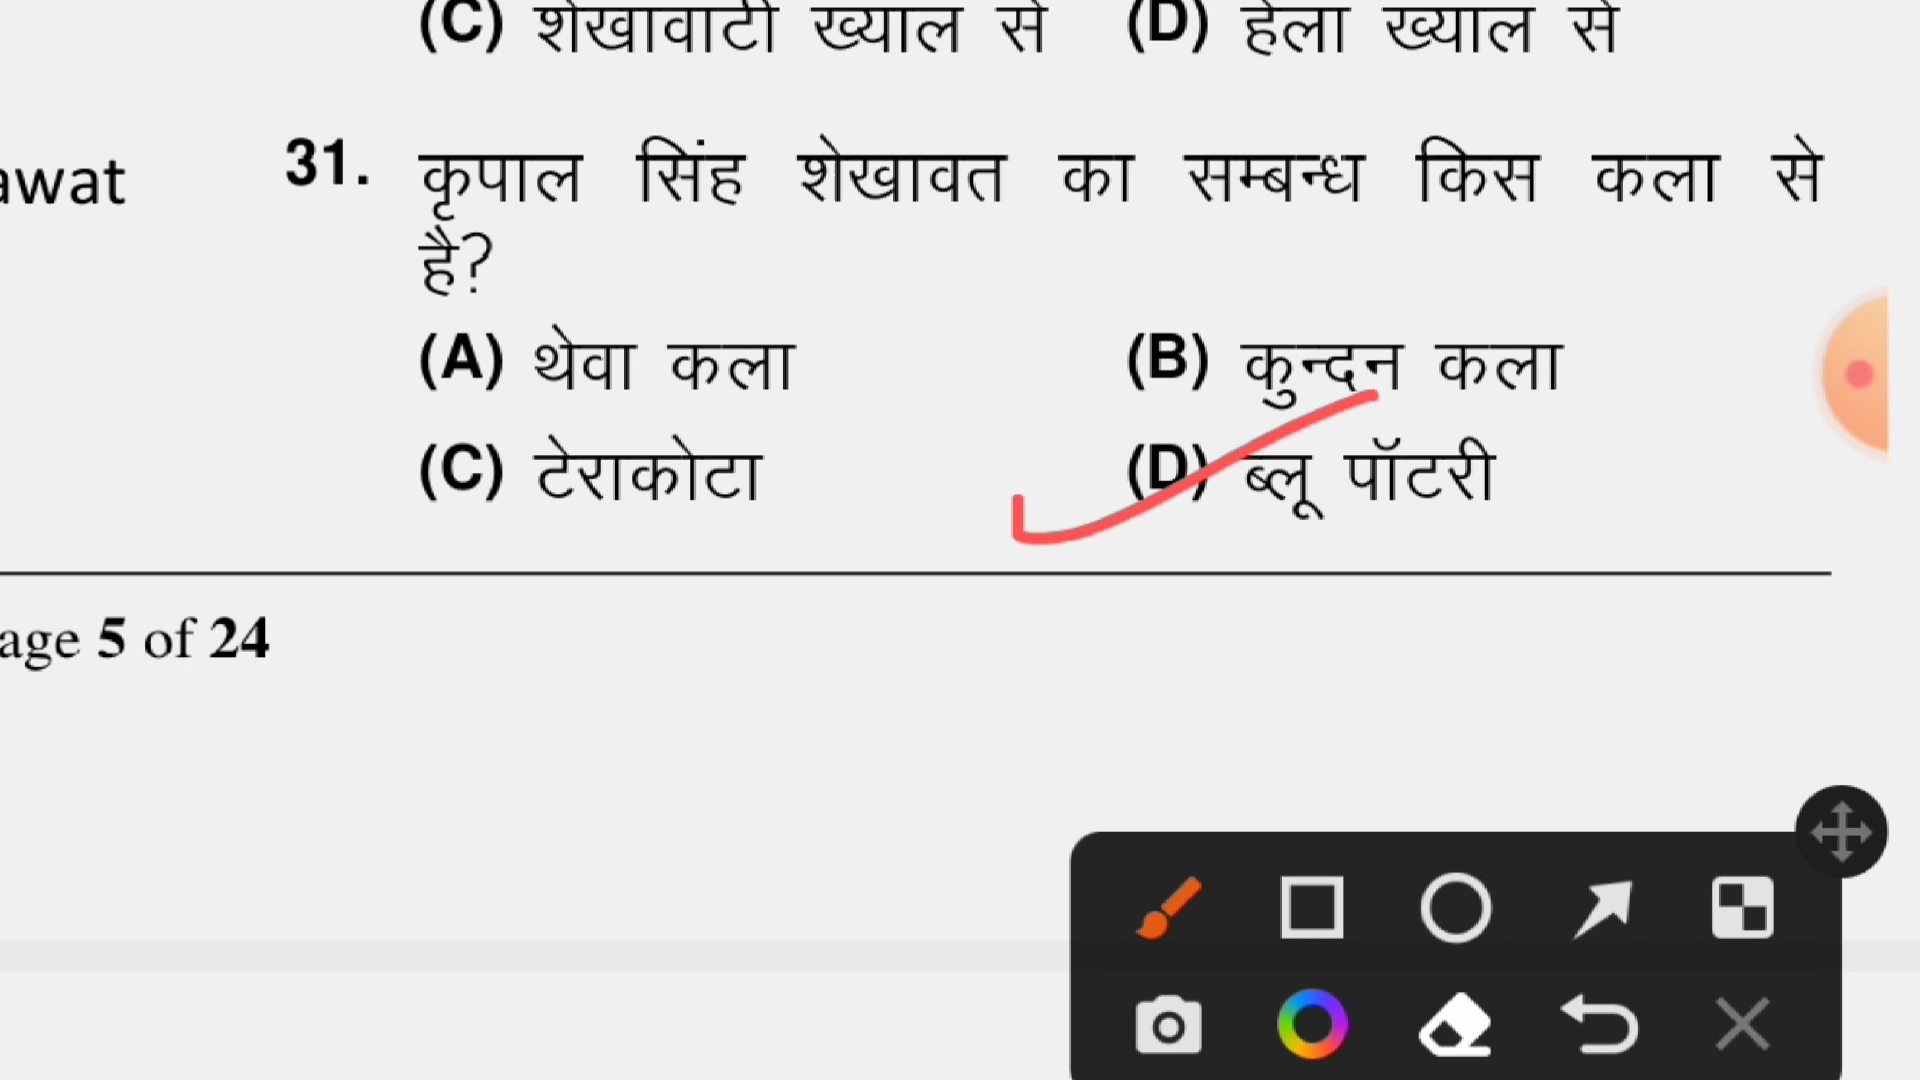 (C) शेखावाटी ख्याल से (D) हेला ख्याल से
awat
31. कृपाल सिंह शेखावत का सम्बन्ध किस कला से
है?
(A) थेवा कला (B) कुन्दन कला
(C) टेराकोटा (D) ब्लू पॉटरी
age 5 of 24